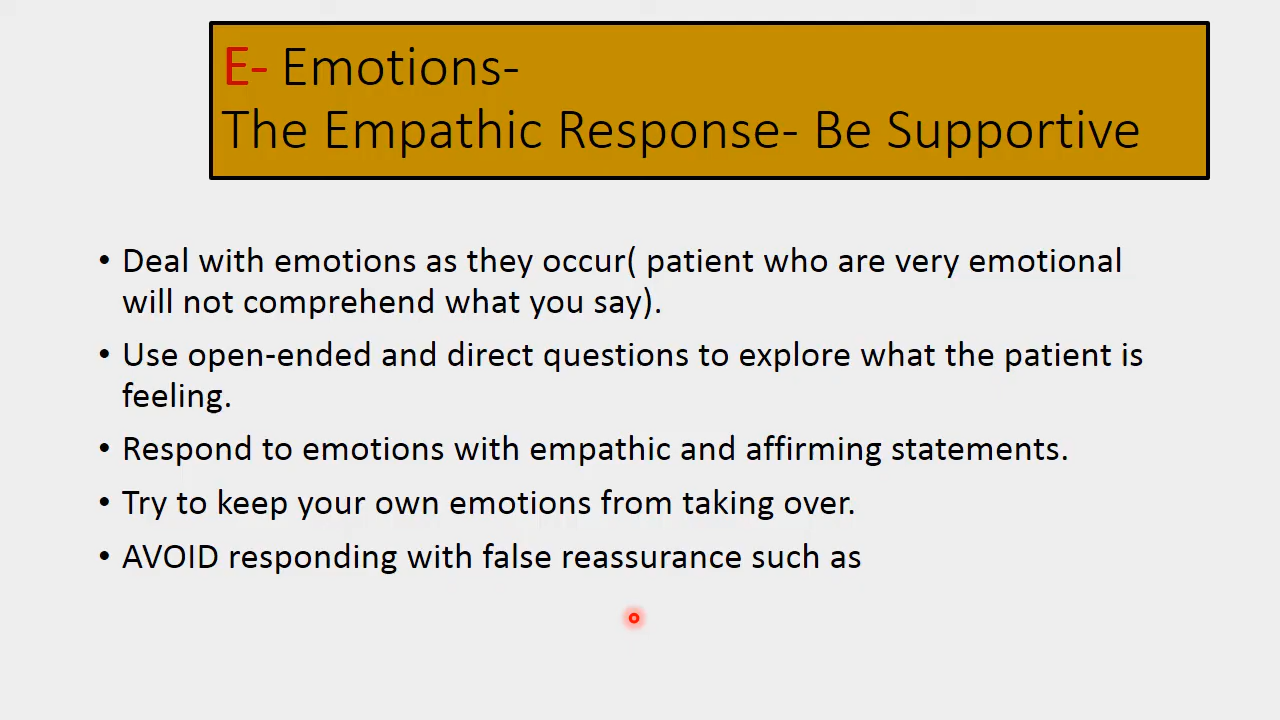 E- Emotions-
The Empathic Response- Be Supportive
• Deal with emotions as they occur( patient who are very emotional
will not comprehend what you say).
• Use open-ended and direct questions to explore what the patient is
feeling.
• Respond to emotions with empathic and affirming statements.
• Try to keep your own emotions from taking over.
• AVOID responding with false reassurance such as